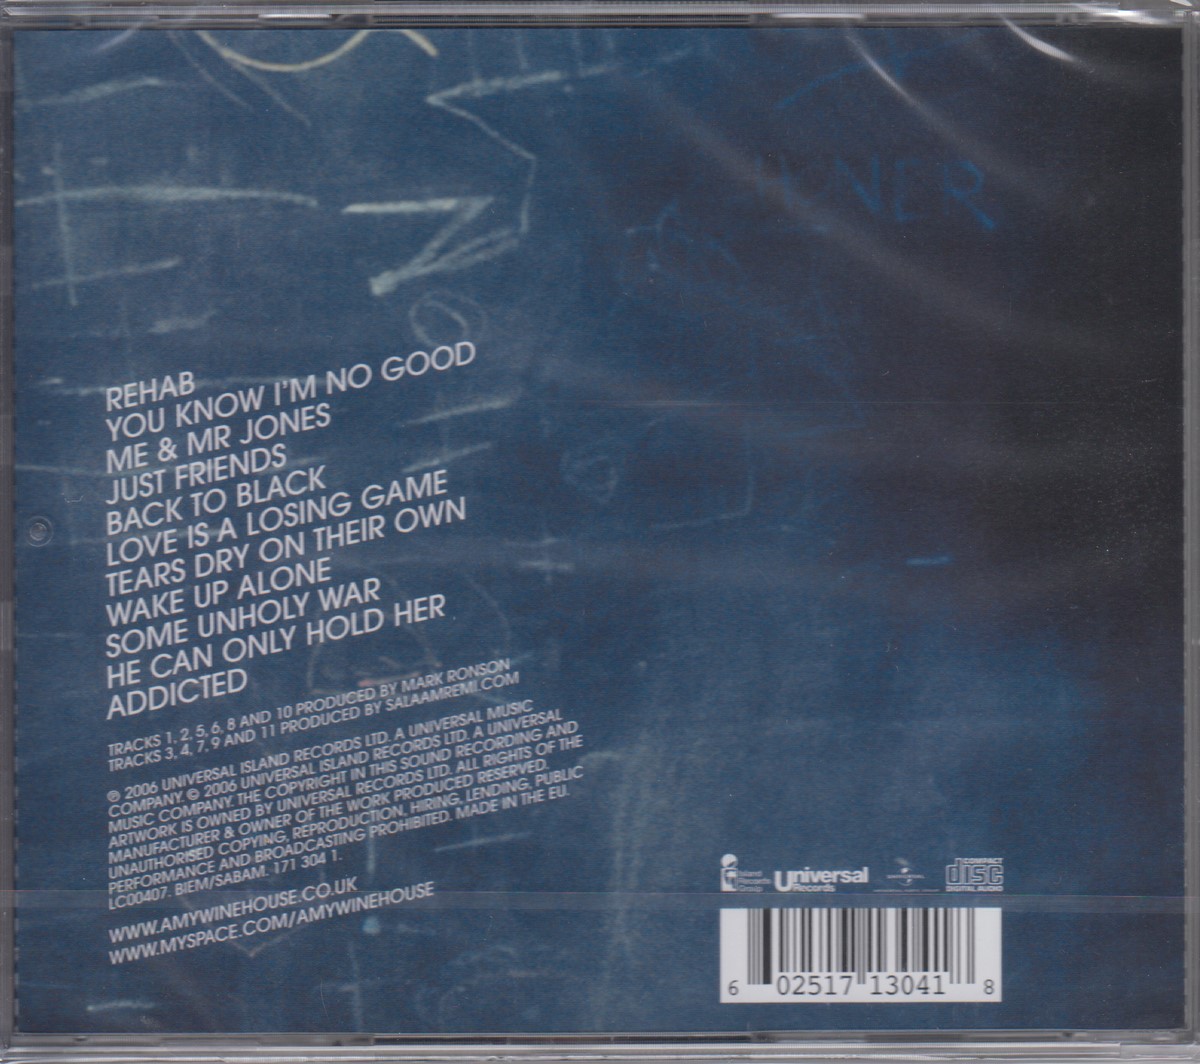 REHAB
YOU KNOW I'M NO GOOD
ME & MR JONES
JUST FRIENDS
BACK TO BLACK
LOVE IS A LOSING GAME
TEARS DRY ON THEIR OWN
WAKE UP ALONE
SOME UNHOLY WAR
HE CAN ONLY HOLD HER
ADDICTED
TRACKS 1, 2, 5, 6, 8 AND 10 PRODUCED BY MARK RONSON
TRACKS 3, 4, 7, 9 AND 11 PRODUCED BY SALAAMREMI.COM
℗ 2006 UNIVERSAL ISLAND RECORDS LTD. A UNIVERSAL MUSIC
COMPANY. © 2006 UNIVERSAL ISLAND RECORDS LTD. A UNIVERSAL
MUSIC COMPANY. THE COPYRIGHT IN THIS SOUND RECORDING AND
ARTWORK IS OWNED BY UNIVERSAL RECORDS LTD. ALL RIGHTS OF THE
MANUFACTURER & OWNER OF THE WORK PRODUCED RESERVED.
UNAUTHORISED COPYING, REPRODUCTION, HIRING, LENDING, PUBLIC
PERFORMANCE AND BROADCASTING PROHIBITED. MADE IN THE EU.
LC00407. BIEM/SABAM. 171 304 1.
WWW.AMYWINEHOUSE.CO.UK
WWW.MYSPACE.COM/AMYWINEHOUSE
Island Records Group
Universal Records
COMPACT disc DIGITAL AUDIO
6 02517 13041 8